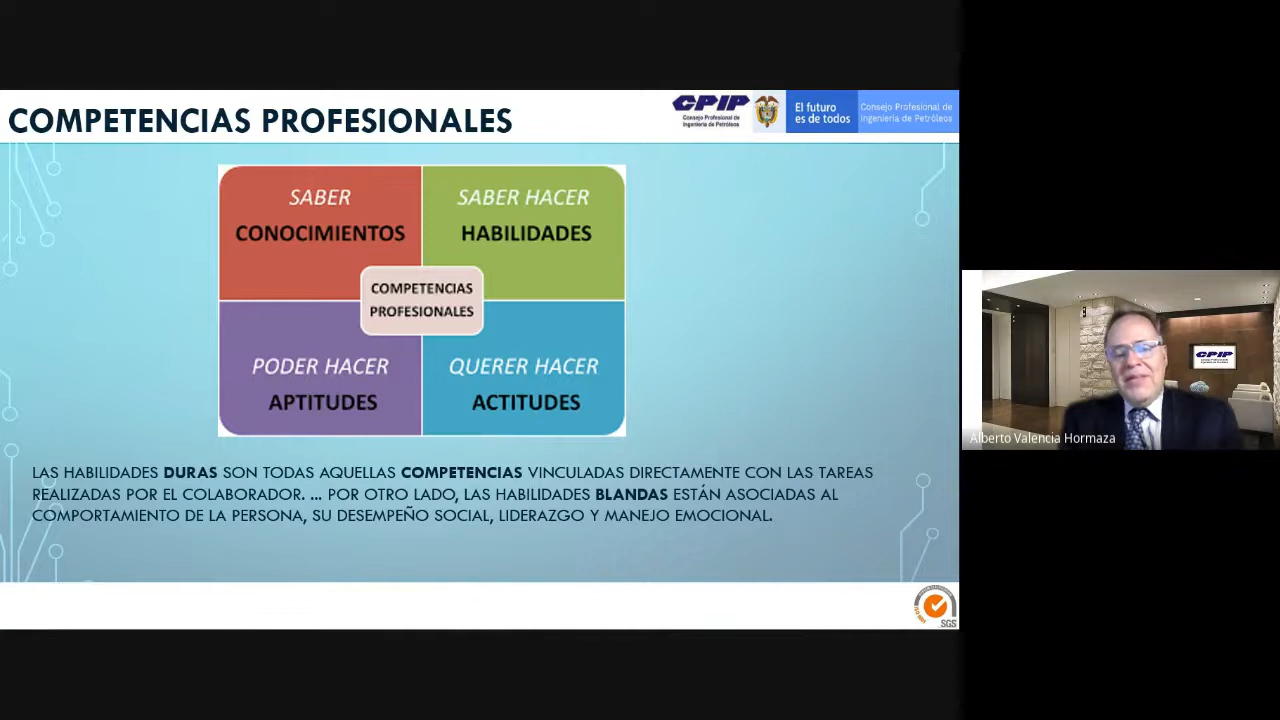 COMPETENCIAS PROFESIONALES
CPIP
Consejo Profesional de
Ingeniería de Petróleos
El futuro
es de todos
Consejo Profesional de
Ingeniería de Petróleos
SABER
CONOCIMIENTOS
SABER HACER
HABILIDADES
COMPETENCIAS
PROFESIONALES
PODER HACER
APTITUDES
QUERER HACER
ACTITUDES
LAS HABILIDADES DURAS SON TODAS AQUELLAS COMPETENCIAS VINCULADAS DIRECTAMENTE CON LAS TAREAS
REALIZADAS POR EL COLABORADOR. ... POR OTRO LADO, LAS HABILIDADES BLANDAS ESTÁN ASOCIADAS AL
COMPORTAMIENTO DE LA PERSONA, SU DESEMPEÑO SOCIAL, LIDERAZGO Y MANEJO EMOCIONAL.
SGS
CPIP
Alberto Valencia Hormaza